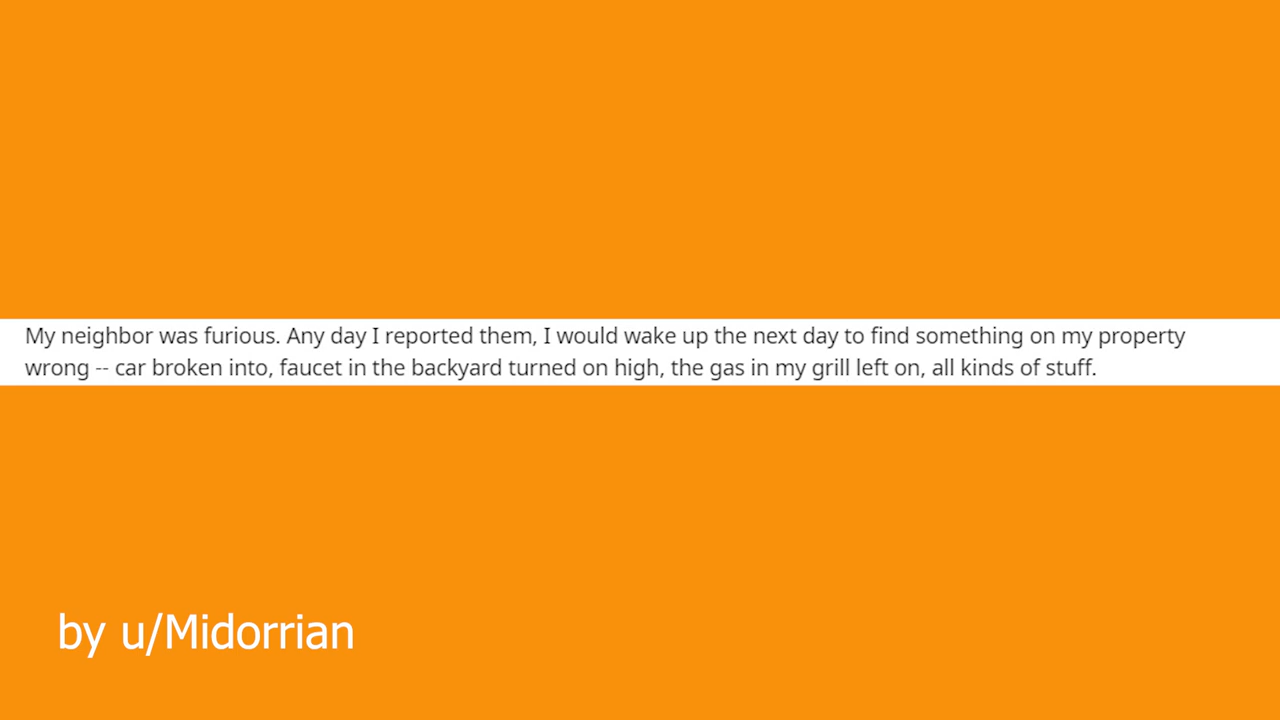 My neighbor was furious. Any day I reported them, I would wake up the next day to find something on my property
wrong -- car broken into, faucet in the backyard turned on high, the gas in my grill left on, all kinds of stuff.
by u/Midorrian